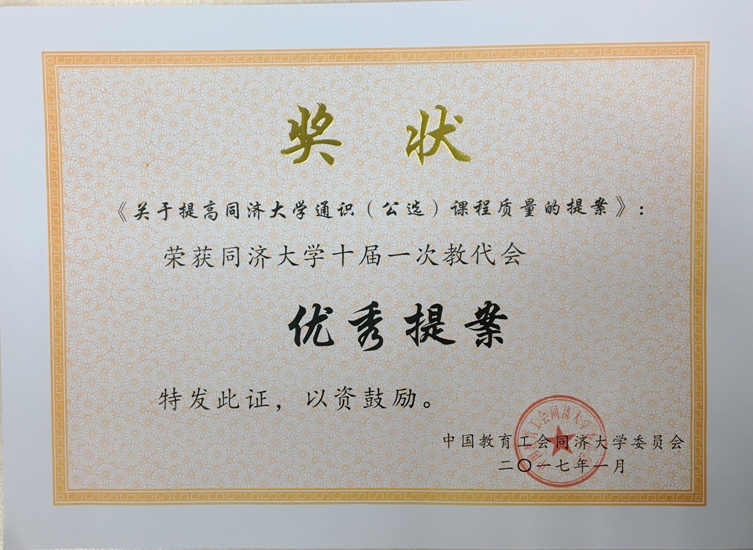 奖状
《关于提高同济大学通识（公选）课程质量的提案》：
荣获同济大学十届一次教代会
优秀提案
特发此证，以资鼓励。
中国教育工会同济大学委员会
二〇一七年一月